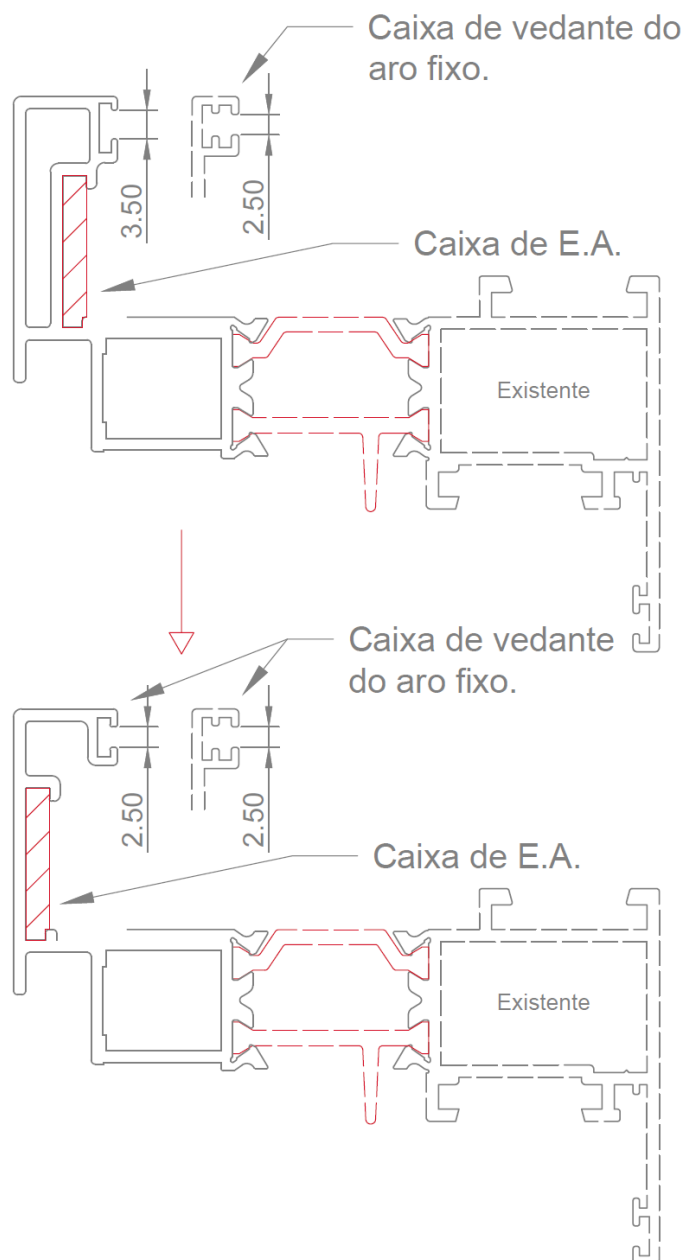 Caixa de vedante do
aro fixo.
3.50
2.50
Caixa de E.A.
Existente
Caixa de vedante
do aro fixo.
2.50
2.50
Caixa de E.A.
Existente